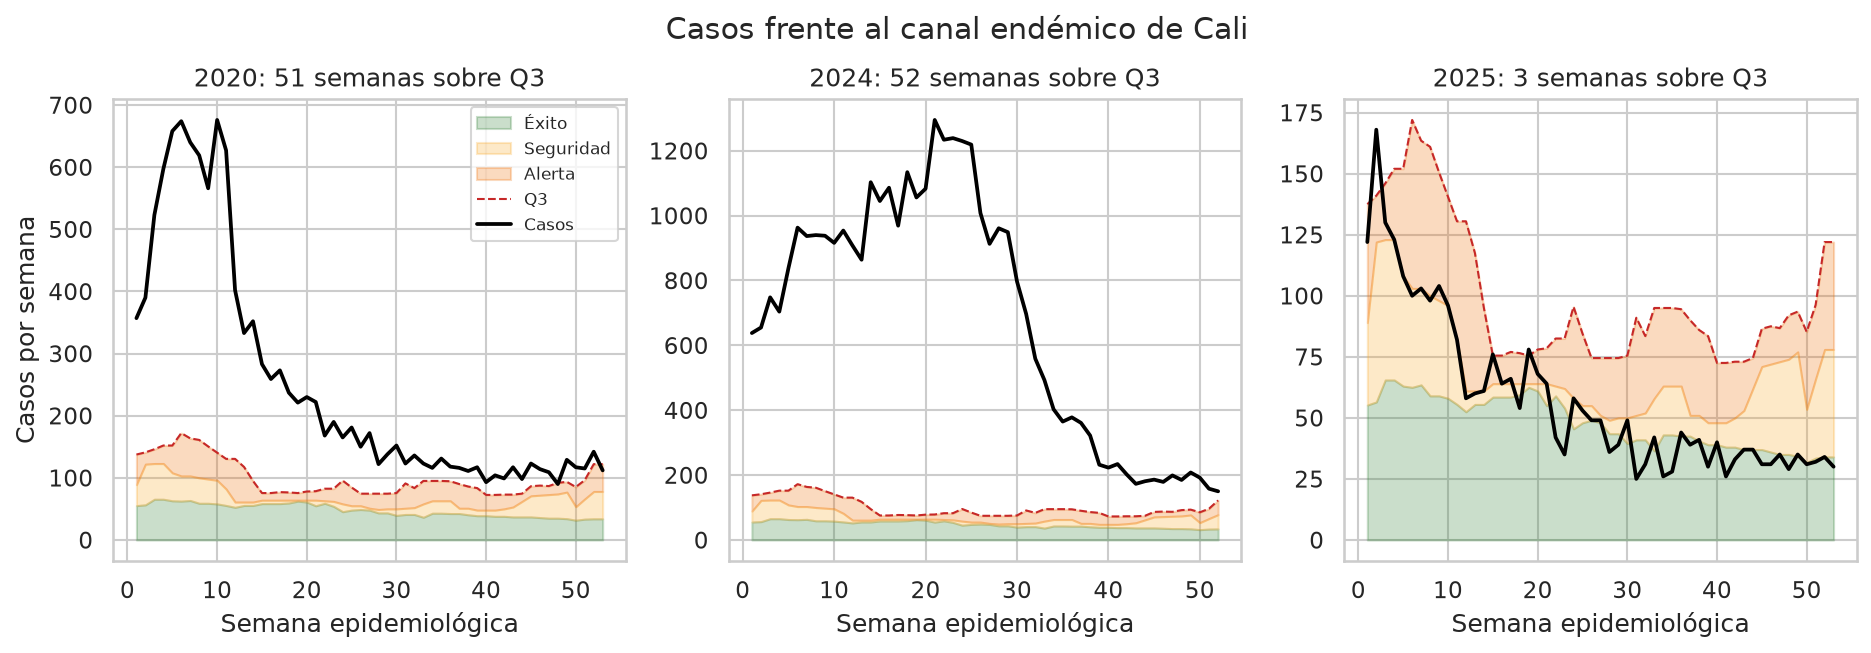 Casos frente al canal endémico de Cali
2020: 51 semanas sobre Q3
Casos por semana
700
600
500
400
300
200
100
0
Éxito
Seguridad
Alerta
Q3
Casos
0 10 20 30 40 50
Semana epidemiológica
2024: 52 semanas sobre Q3
1200
1000
800
600
400
200
0
0 10 20 30 40 50
Semana epidemiológica
2025: 3 semanas sobre Q3
175
150
125
100
75
50
25
0
0 10 20 30 40 50
Semana epidemiológica